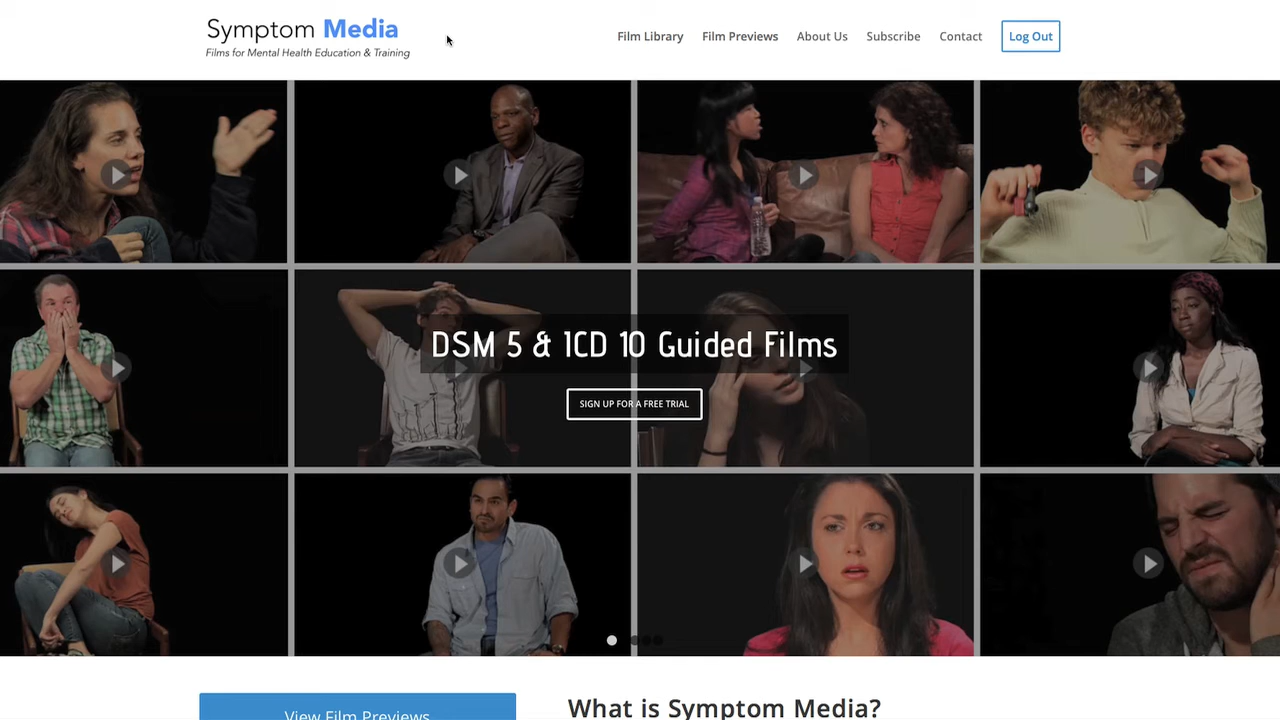 Symptom Media
Films for Mental Health Education & Training
Film Library
Film Previews
About Us
Subscribe
Contact
Log Out
DSM 5 & ICD 10 Guided Films
SIGN UP FOR A FREE TRIAL
View Film Previews
What is Symptom Media?